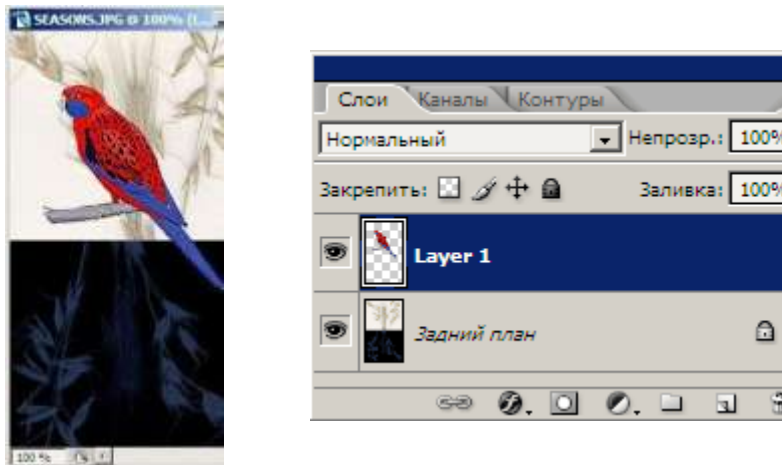 SEASONS.JPG @ 100% (L...
100 %
Слои Каналы Контуры
Нормальный Непрозр.: 100%
Закрепить: Заливка: 100%
Layer 1
Задний план